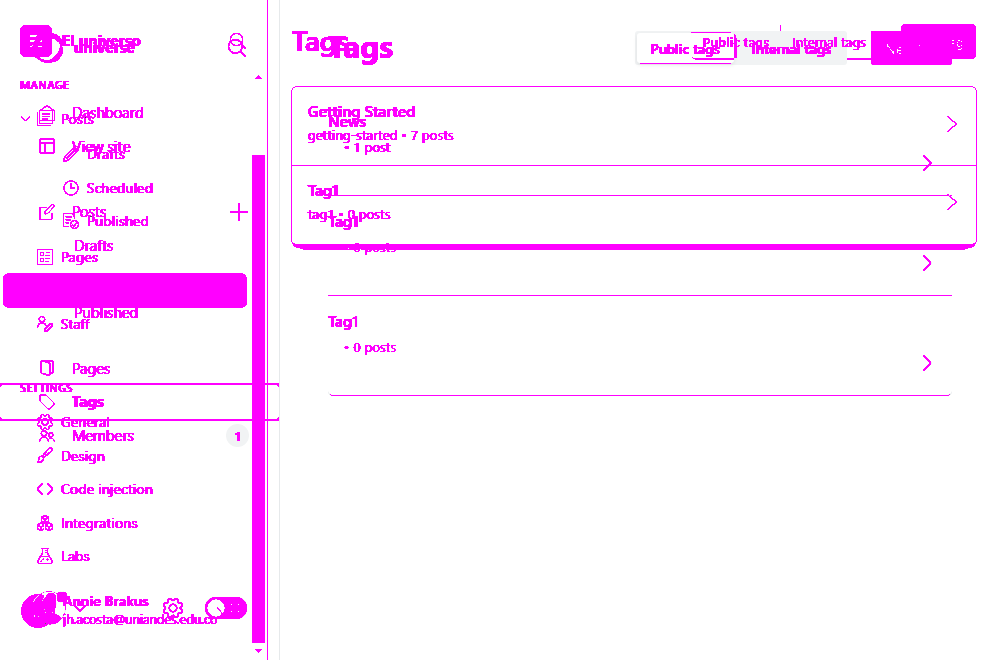 El universo
universe
MANAGE
Dashboard
Posts
View site
Drafts
Scheduled
Posts
Published
Drafts
Pages
Published
Staff
Pages
SETTINGS
Tags
General
Members 1
Design
Code injection
Integrations
Labs
Annie Brakus
jh.acosta@uniandes.edu.co
Tags
Tags
Public tags Internal tags
Public tags Internal tags
Getting Started
News
getting-started • 7 posts
• 1 post
Tag1
tag1 • 0 posts
Tag1
• 0 posts
Tag1
• 0 posts